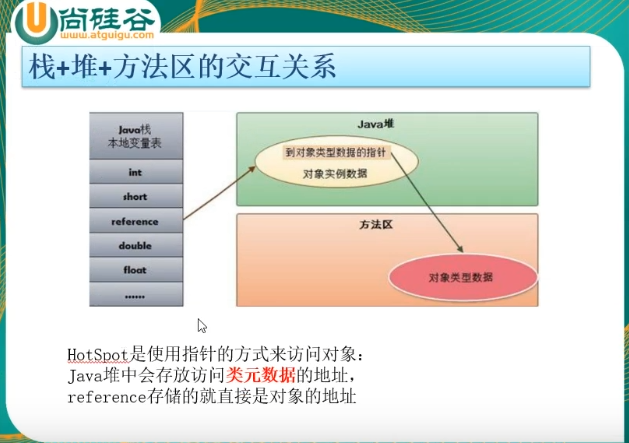 尚硅谷
www.atguigu.com
栈+堆+方法区的交互关系
Java栈
本地变量表
int
short
reference
double
float
......
Java堆
到对象类型数据的指针
对象实例数据
方法区
对象类型数据
HotSpot是使用指针的方式来访问对象：
Java堆中会存放访问类元数据的地址，
reference存储的就直接是对象的地址